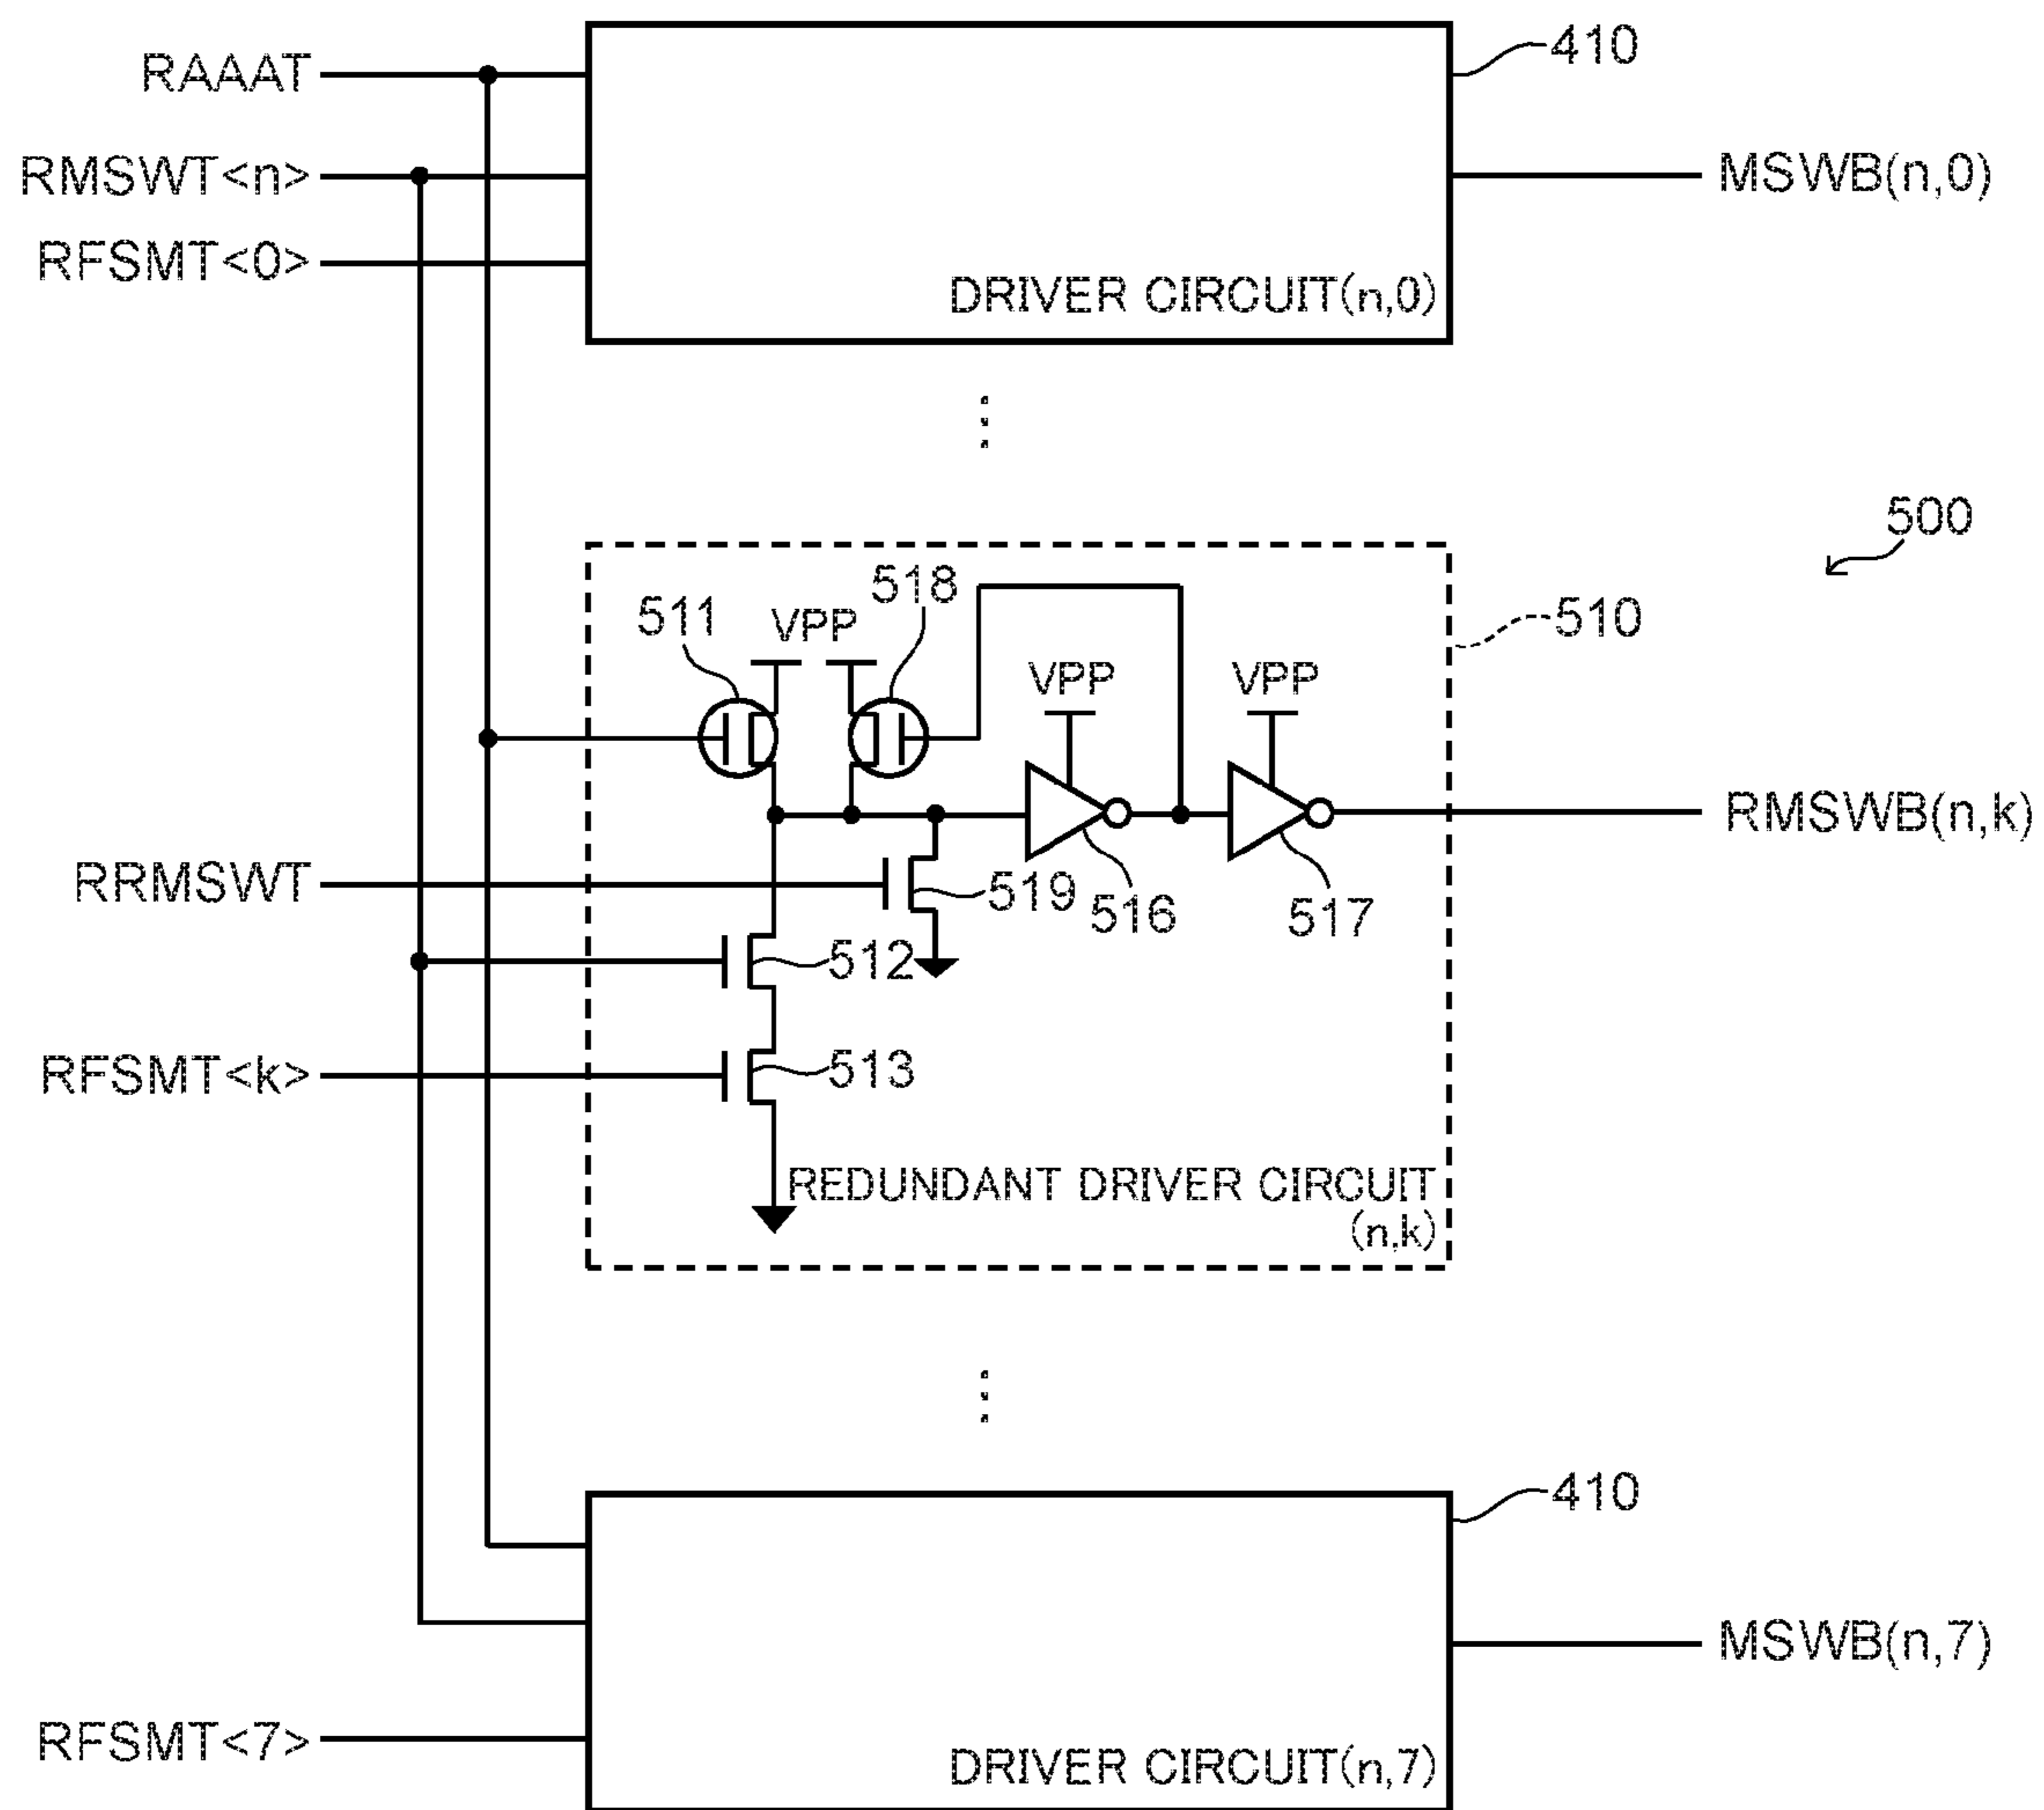 RAAAT
RMSWT<n>
RFSMT<0>
410
MSWB(n,0)
DRIVER CIRCUIT(n,0)
500
510
511
VPP
518
VPP
VPP
RMSWB(n,k)
RRMSWT
519
516
517
512
RFSMT<k>
513
REDUNDANT DRIVER CIRCUIT
(n,k)
410
MSWB(n,7)
RFSMT<7>
DRIVER CIRCUIT(n,7)